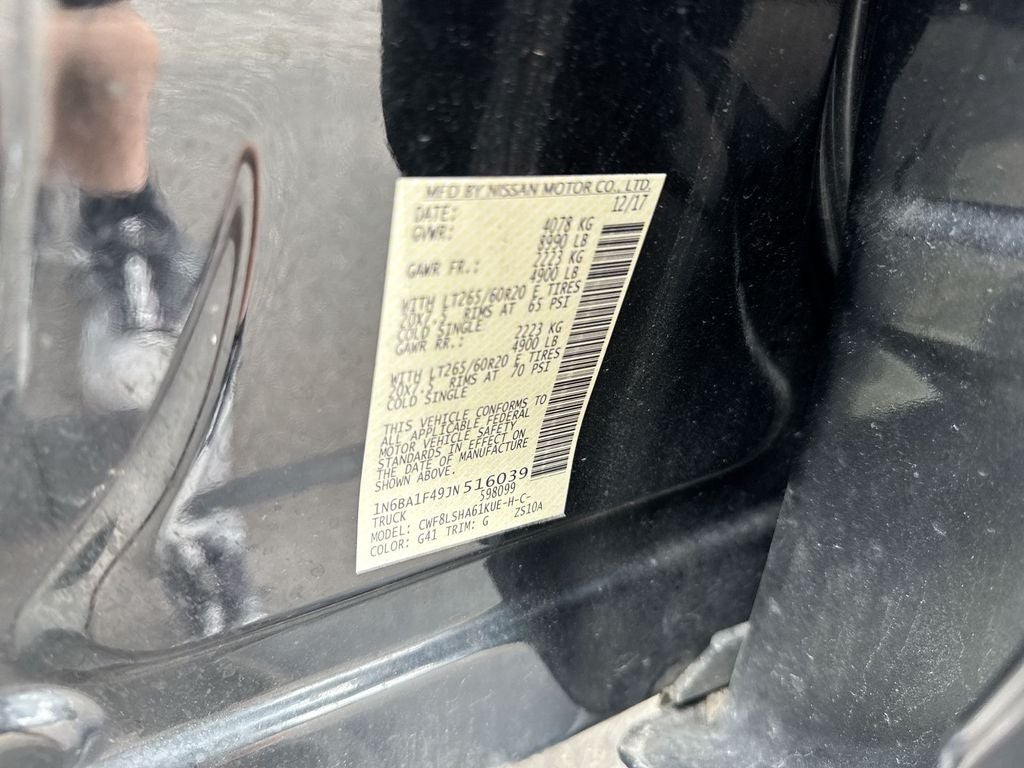 MFD BY NISSAN MOTOR CO., LTD.
DATE: 12/17
GVWR: 4078 KG
8990 LB
GAWR FR.: 2223 KG
4900 LB
WITH LT265/60R20 E TIRES
20X7.5 RIMS AT 65 PSI
COLD SINGLE
GAWR RR.: 2223 KG
4900 LB
WITH LT265/60R20 E TIRES
20X7.5 RIMS AT 70 PSI
COLD SINGLE
THIS VEHICLE CONFORMS TO
ALL APPLICABLE FEDERAL
MOTOR VEHICLE SAFETY
STANDARDS IN EFFECT ON
THE DATE OF MANUFACTURE
SHOWN ABOVE.
1N6BA1F49JN516039
TRUCK 598099
MODEL: CWF8LSHA61KUE-H-C-
COLOR: G41 TRIM: G ZS10A